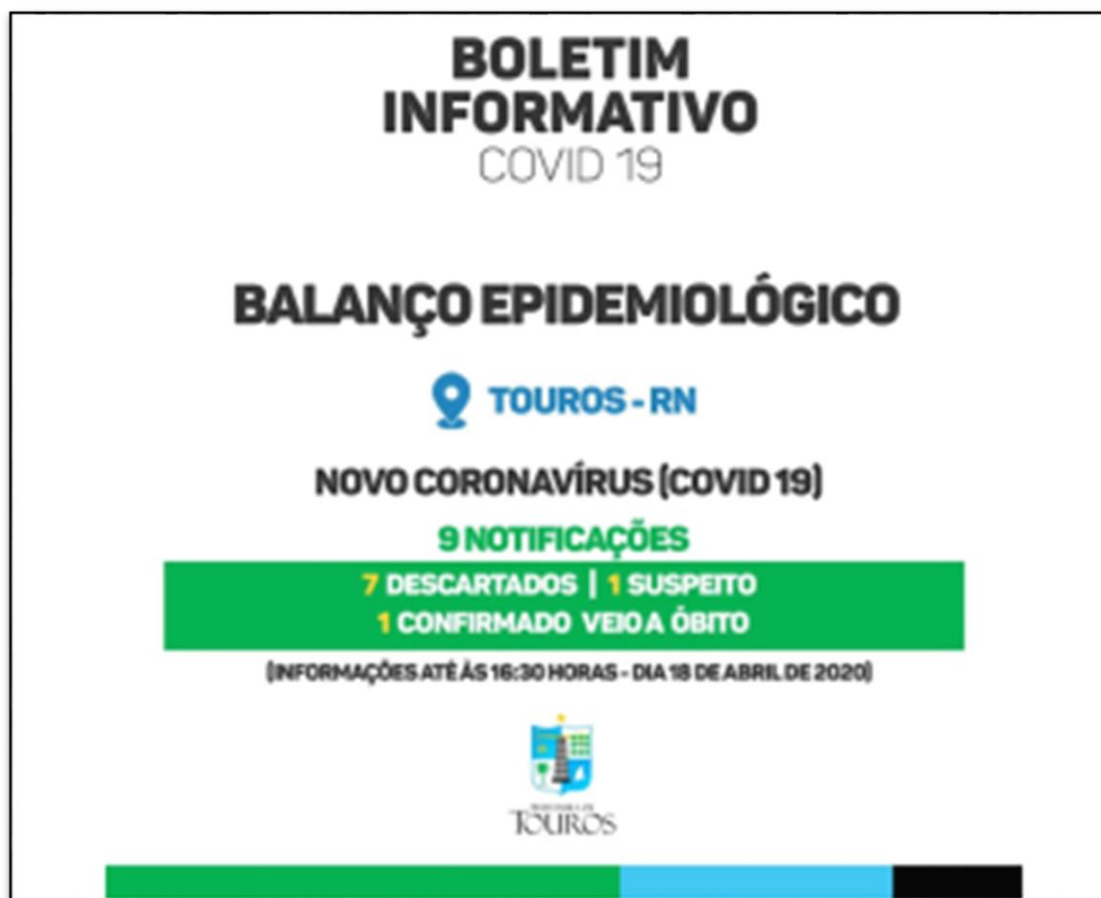 BOLETIM
INFORMATIVO
COVID 19
BALANÇO EPIDEMIOLÓGICO
TOUROS - RN
NOVO CORONAVÍRUS (COVID 19)
9 NOTIFICAÇÕES
7 DESCARTADOS | 1 SUSPEITO
1 CONFIRMADO VEIO A ÓBITO
(INFORMAÇÕES ATÉ ÀS 16:30 HORAS - DIA 18 DE ABRIL DE 2020)
TOUROS